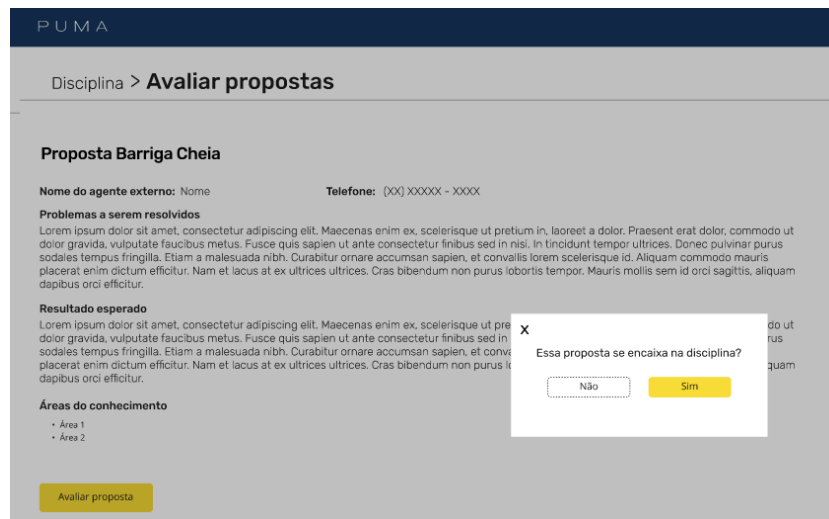 PUMA
Disciplina > Avaliar propostas
Proposta Barriga Cheia
Nome do agente externo: Nome
Telefone: (XX) XXXXX - XXXX
Problemas a serem resolvidos
Lorem ipsum dolor sit amet, consectetur adipiscing elit. Maecenas enim ex, scelerisque ut pretium in, laoreet a dolor. Praesent erat dolor, commodo ut
dolor gravida, vulputate faucibus metus. Fusce quis sapien ut ante consectetur finibus sed in nisi. In tincidunt tempor ultrices. Donec pulvinar purus
sodales tempus fringilla. Etiam a malesuada nibh. Curabitur ornare accumsan sapien, et convallis lorem scelerisque id. Aliquam commodo mauris
placerat enim dictum efficitur. Nam et lacus at ex ultrices ultrices. Cras bibendum non purus lobortis tempor. Mauris mollis sem id orci sagittis, aliquam
dapibus orci efficitur.
Resultado esperado
Lorem ipsum dolor sit amet, consectetur adipiscing elit. Maecenas enim ex, scelerisque ut pre do ut
dolor gravida, vulputate faucibus metus. Fusce quis sapien ut ante consectetur finibus sed in rus
sodales tempus fringilla. Etiam a malesuada nibh. Curabitur ornare accumsan sapien, et conva
placerat enim dictum efficitur. Nam et lacus at ex ultrices ultrices. Cras bibendum non purus quam
dapibus orci efficitur.
X
Essa proposta se encaixa na disciplina?
Não
Sim
Áreas do conhecimento
• Área 1
• Área 2
Avaliar proposta